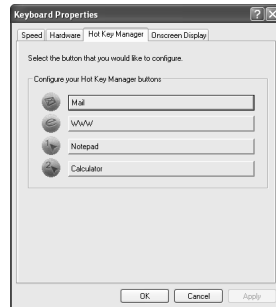 Keyboard Properties
Speed Hardware Hot Key Manager Onscreen Display
Select the button that you would like to configure.
Configure your Hot Key Manager buttons
Mail
WWW
Notepad
Calculator
OK Cancel Apply